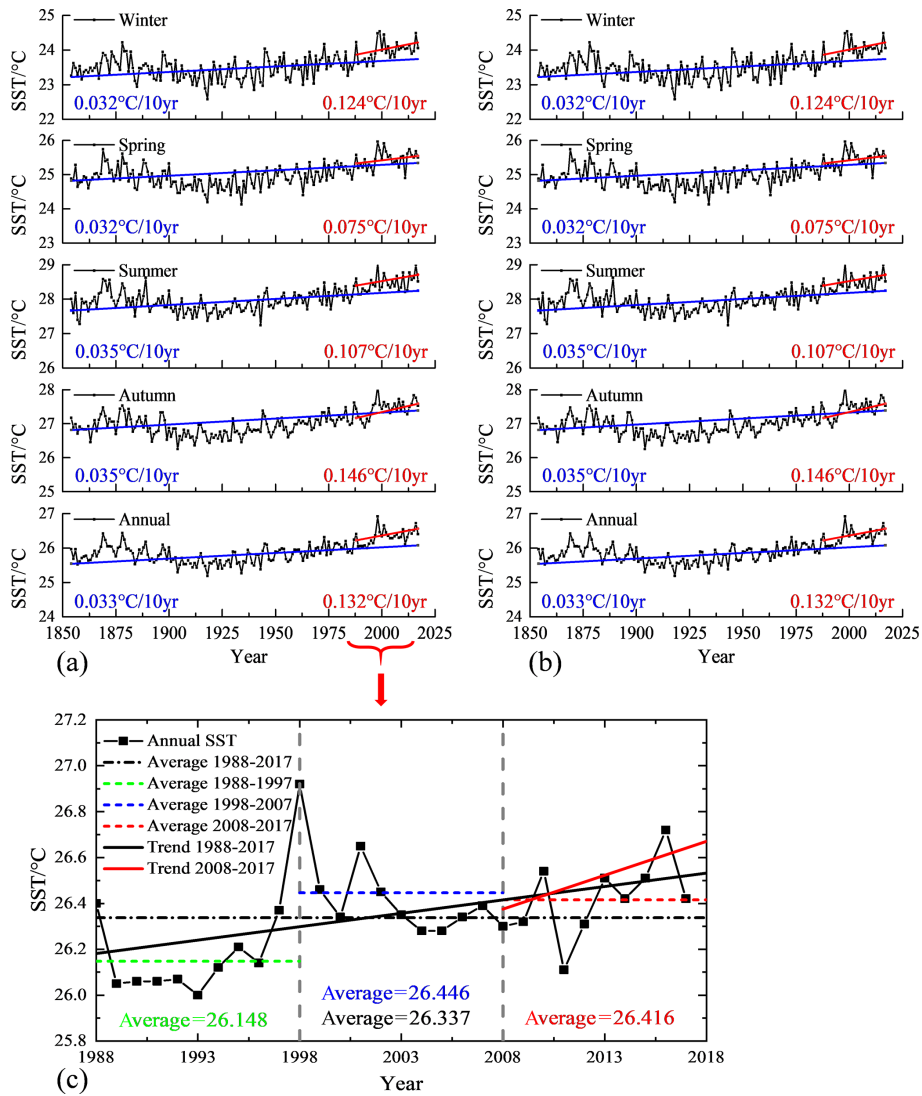 Winter
SST/°C
25
24
23
22
0.032°C/10yr
0.124°C/10yr
Spring
SST/°C
26
25
24
23
0.032°C/10yr
0.075°C/10yr
Summer
SST/°C
29
28
27
26
0.035°C/10yr
0.107°C/10yr
Autumn
SST/°C
28
27
26
25
0.035°C/10yr
0.146°C/10yr
Annual
SST/°C
27
26
25
24
0.033°C/10yr
0.132°C/10yr
1850 1875 1900 1925 1950 1975 2000 2025
Year
(a)
Winter
SST/°C
25
24
23
22
0.032°C/10yr
0.124°C/10yr
Spring
SST/°C
26
25
24
23
0.032°C/10yr
0.075°C/10yr
Summer
SST/°C
29
28
27
26
0.035°C/10yr
0.107°C/10yr
Autumn
SST/°C
28
27
26
25
0.035°C/10yr
0.146°C/10yr
Annual
SST/°C
27
26
25
24
0.033°C/10yr
0.132°C/10yr
1850 1875 1900 1925 1950 1975 2000 2025
Year
(b)
27.2
27.0
26.8
26.6
26.4
26.2
26.0
25.8
SST/°C
Annual SST
Average 1988-2017
Average 1988-1997
Average 1998-2007
Average 2008-2017
Trend 1988-2017
Trend 2008-2017
Average=26.148
Average=26.446
Average=26.337
Average=26.416
1988 1993 1998 2003 2008 2013 2018
Year
(c)